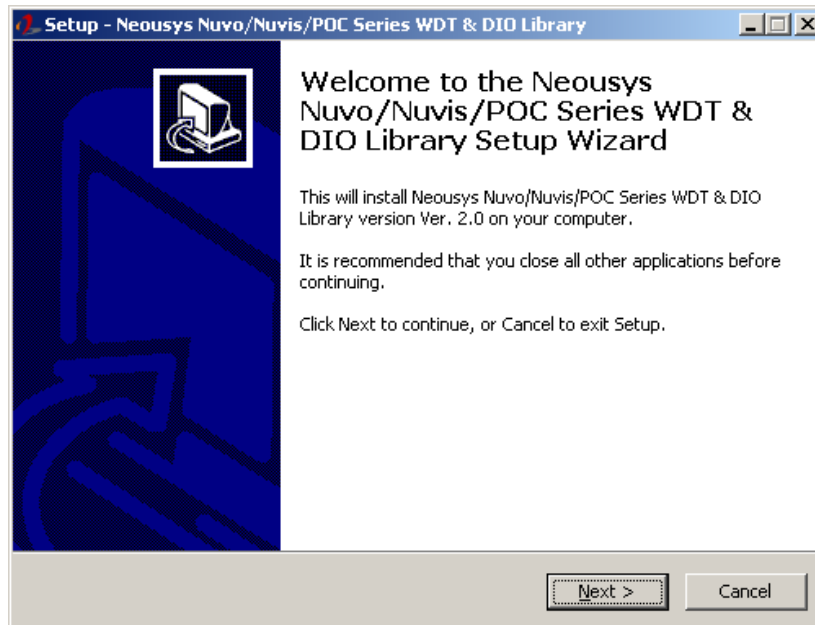 Setup - Neousys Nuvo/Nuvis/POC Series WDT & DIO Library
Welcome to the Neousys
Nuvo/Nuvis/POC Series WDT &
DIO Library Setup Wizard
This will install Neousys Nuvo/Nuvis/POC Series WDT & DIO
Library version Ver. 2.0 on your computer.
It is recommended that you close all other applications before
continuing.
Click Next to continue, or Cancel to exit Setup.
Next >
Cancel